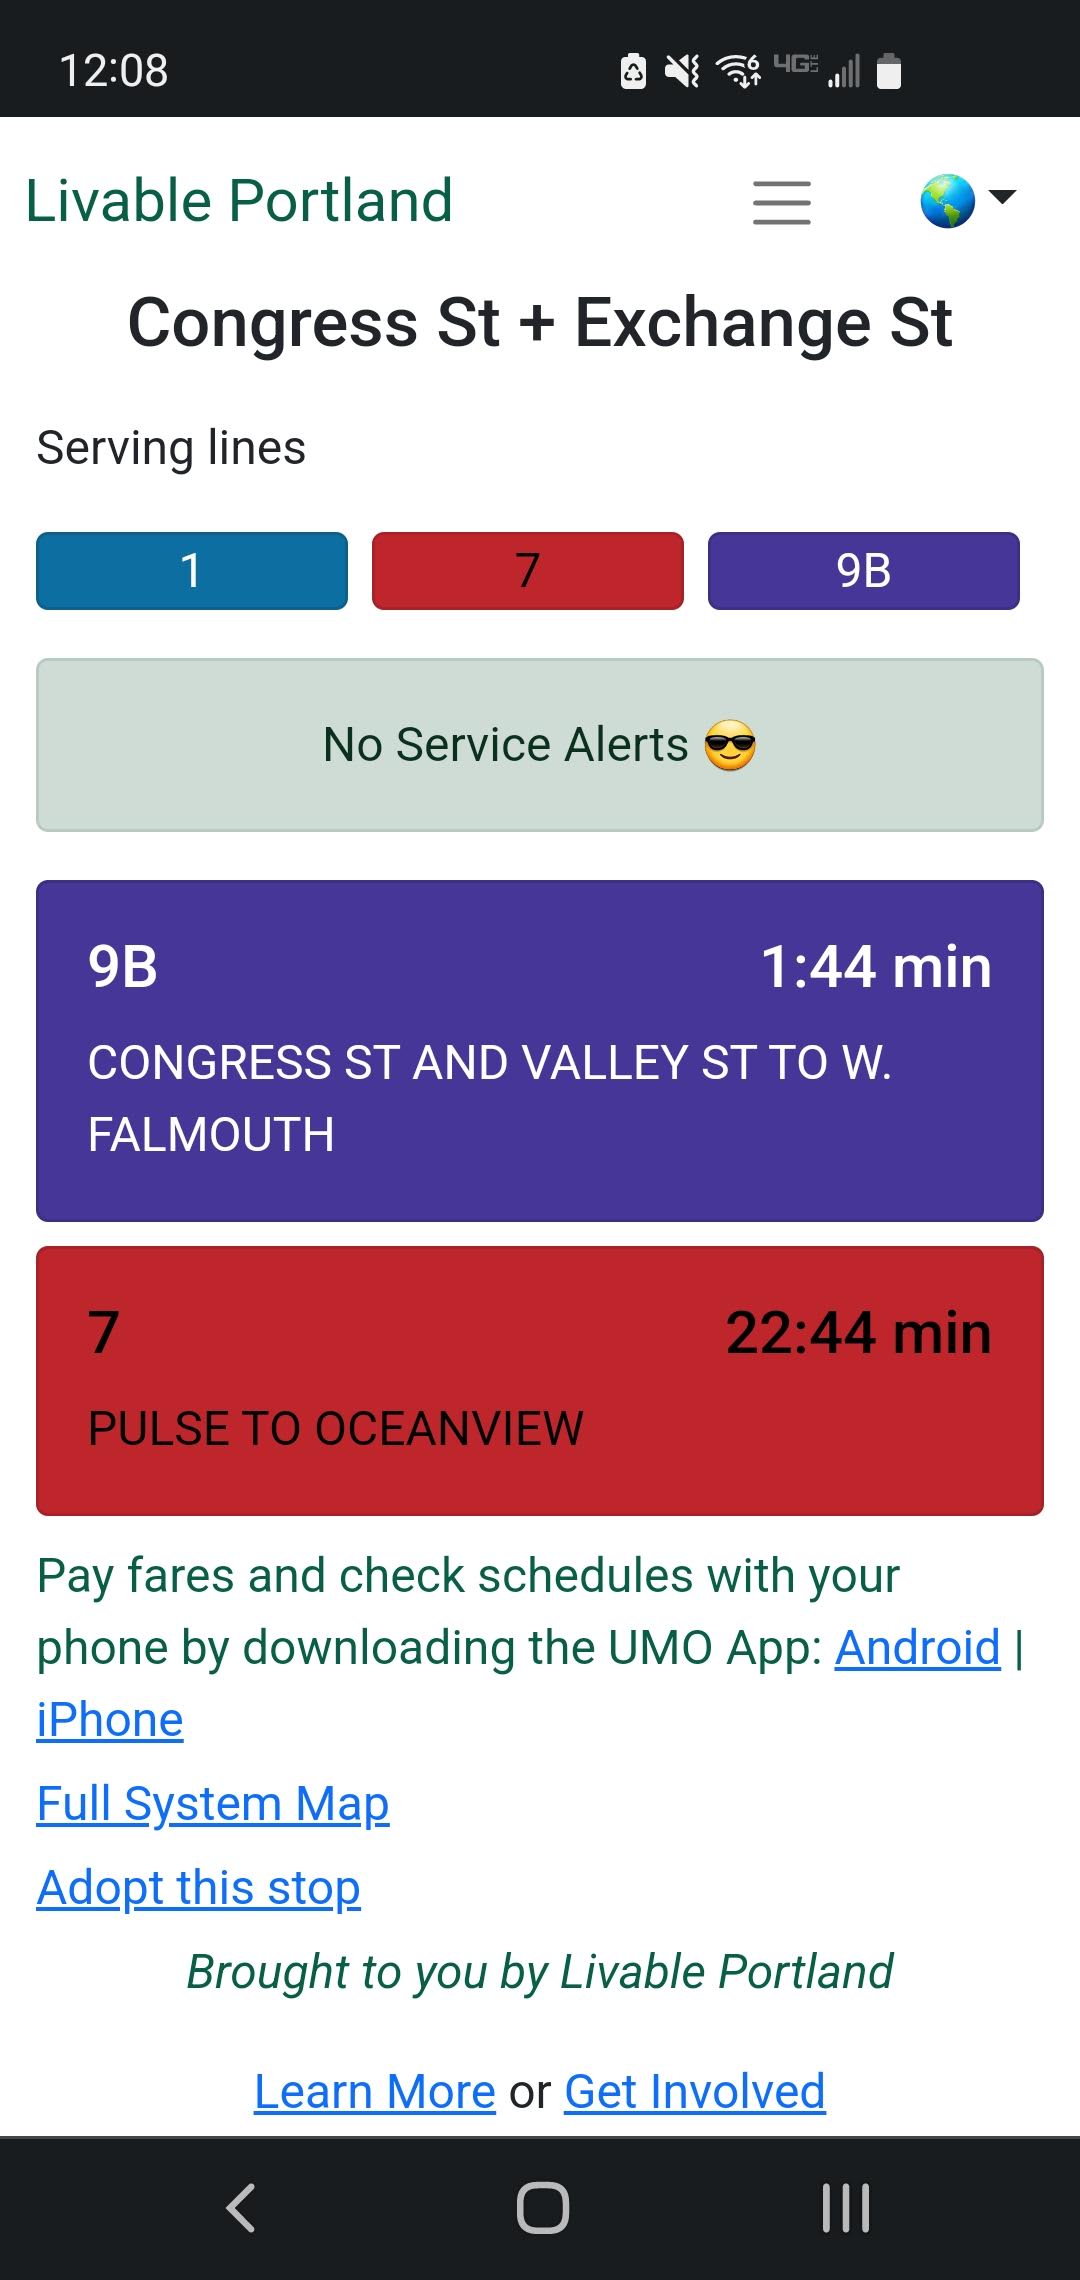 12:08
6 4G LTE
Livable Portland
Congress St + Exchange St
Serving lines
1 7 9B
No Service Alerts 😎
9B 1:44 min
CONGRESS ST AND VALLEY ST TO W.
FALMOUTH
7 22:44 min
PULSE TO OCEANVIEW
Pay fares and check schedules with your
phone by downloading the UMO App: Android |
iPhone
Full System Map
Adopt this stop
Brought to you by Livable Portland
Learn More or Get Involved